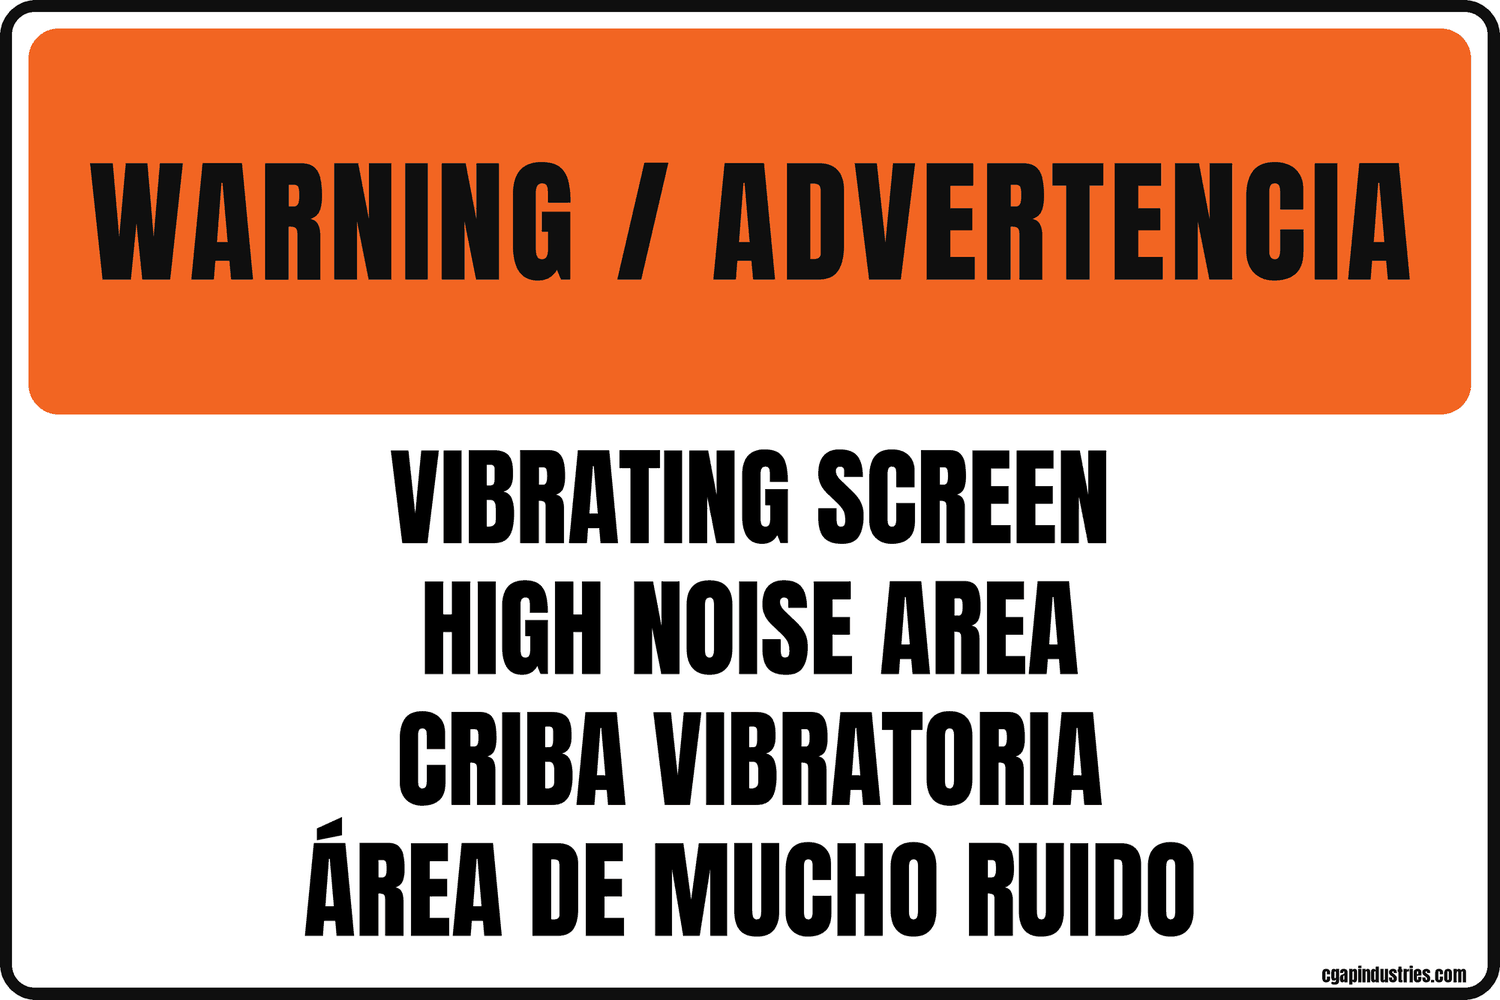 WARNING / ADVERTENCIA
VIBRATING SCREEN
HIGH NOISE AREA
CRIBA VIBRATORIA
ÁREA DE MUCHO RUIDO
cgapindustries.com